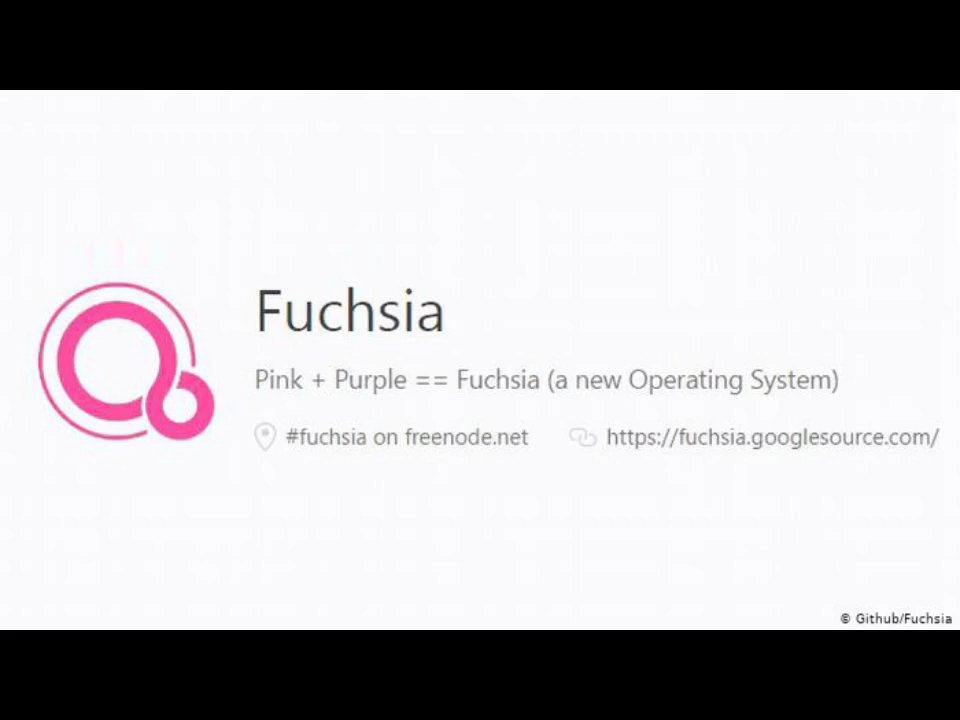 Fuchsia
Pink + Purple == Fuchsia (a new Operating System)
#fuchsia on freenode.net https://fuchsia.googlesource.com/
© Github/Fuchsia